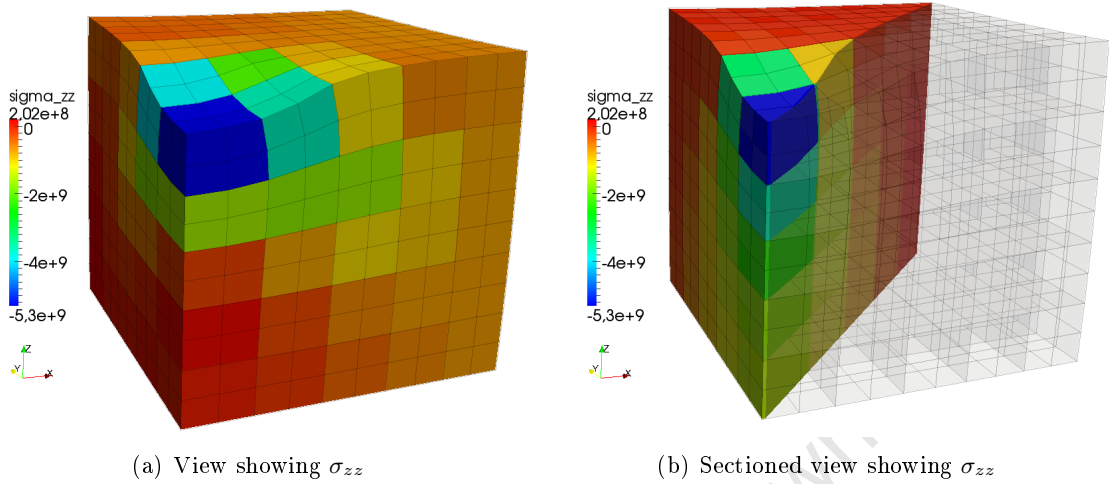 sigma_zz
2,02e+8
0
-2e+9
-4e+9
-5,3e+9
Z
Y
X
sigma_zz
2,02e+8
0
-2e+9
-4e+9
-5,3e+9
Z
Y
X
(a) View showing σzz
(b) Sectioned view showing σzz